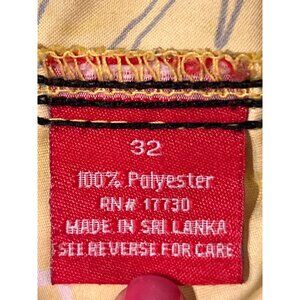 32
100% Polyester
RN# 17730
MADE IN SRI LANKA
SEE REVERSE FOR CARE